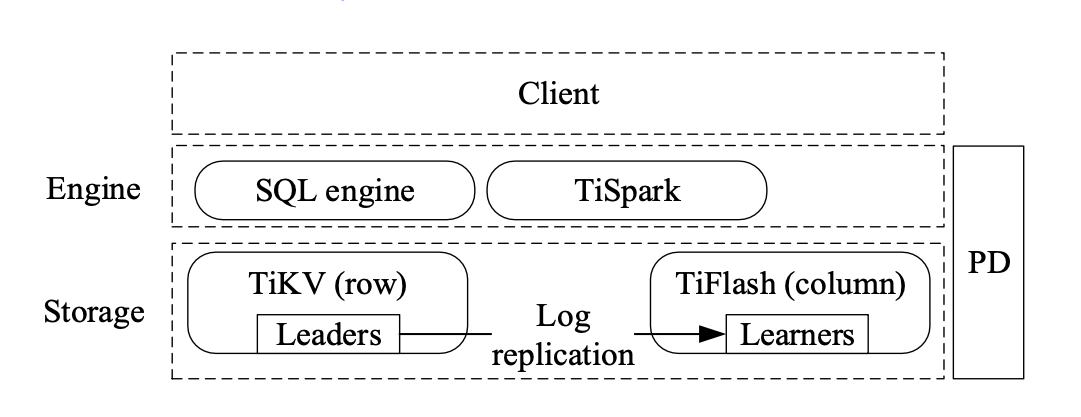 Client
Engine
SQL engine
TiSpark
PD
Storage
TiKV (row)
TiFlash (column)
Leaders
Log
replication
Learners